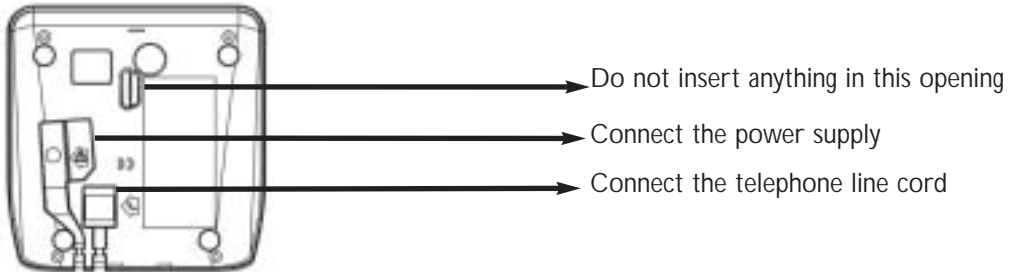 Do not insert anything in this opening
Connect the power supply
Connect the telephone line cord